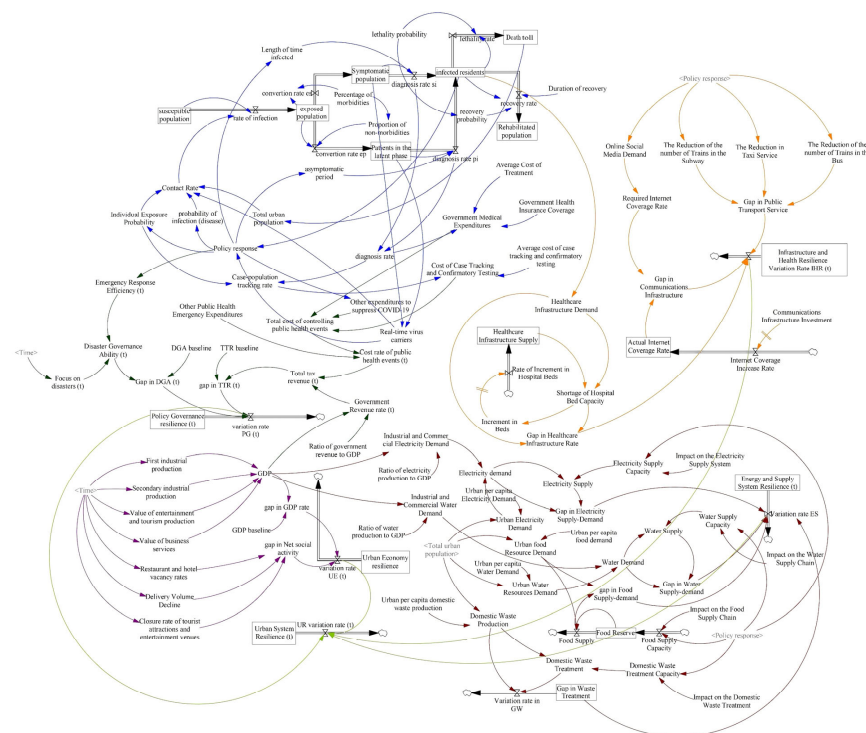 lethality probability
lethality rate
Death toll
Length of time
infected
Symptomatic
population
diagnosis rate si
infected residents
convertion rate es
Percentage of
morbidities
recovery rate
Duration of recovery
susceptible
population
rate of infection
exposed
population
recovery
probability
Rehabilitated population
Proportion of
non-morbidities
convertion rate ep
Patients in the
latent phase
diagnosis rate pi
<Policy response>
Online Social
Media Demand
The Reduction of the
number of Trains in the
Subway
The Reduction in
Taxi Service
The Reduction of
the number of Trains in the
Bus
asymptomatic
period
Average Cost of
Treatment
Contact Rate
Individual Exposure
Probability
probability of
infection (disease)
Total urban
population
Government Medical
Expenditures
Government Health
Insurance Coverage
Required Internet
Coverage Rate
Gap in Public
Transport Service
Policy response
diagnosis rate
Average cost of case
tracking and confirmatory
testing
Infrastructure and
Health Resilience
Variation Rate IHR (t)
Emergency Response
Efficiency (t)
Case-population
tracking rate
Cost of Case Tracking
and Confirmatory Testing
Gap in
Communications
Infrastructure
Other Public Health
Emergency Expenditures
Other expenditures to
suppress COVID-19
Healthcare
Infrastructure Demand
Total cost of controlling
public health events
Real-time virus
carriers
Communications
Infrastructure Investment
<Time>
Disaster Governance
Ability (t)
DGA baseline
TTR baseline
Cost rate of public
health events (t)
Healthcare
Infrastructure Supply
Actual Internet
Coverage Rate
Internet Coverage
Increase Rate
Focus on
disasters (t)
Gap in DGA (t)
gap in TTR (t)
Total tax
revenue (t)
Rate of Increment in
Hospital Beds
Shortage of Hospital
Bed Capacity
Policy Governance
resilience (t)
variation rate
PG (t)
Government
Revenue rate (t)
Increment in
Beds
Ratio of government
revenue to GDP
Industrial and Commer
cial Electricity Demand
Gap in Healthcare
Infrastructure Rate
First industrial
production
Secondary industrial
production
GDP
Ratio of electricity
production to GDP
Electricity demand
Electricity Supply
Electricity Supply
Capacity
Impact on the Electricity
Supply System
<Time>
Value of entertainment
and tourism production
gap in GDP rate
Industrial and
Commercial Water
Demand
Urban per capita
Electricity Demand
Gap in Electricity
Supply-Demand
Energy and Supply
System Resilience (t)
Value of business
services
GDP baseline
Ratio of water
production to GDP
Urban Electricity
Demand
Urban per capita
food demand
Water Supply
Water Supply
Capacity
Variation rate ES
Restaurant and hotel
vacancy rates
gap in Net social
activity
<Total urban
population>
Urban food
Resource Demand
Urban per capita
Water Demand
Water Demand
Impact on the Water
Supply Chain
Delivery Volume
Decline
variation rate
UE (t)
Urban Economy
resilience
Urban Water
Resources Demand
Gap in Water
Supply-demand
gap in Food
Supply-demand
Closure rate of tourist
attractions and
entertainment venues
Urban per capita domestic
waste production
Impact on the Food
Supply Chain
Urban System
Resilience (t)
UR variation rate (t)
Domestic Waste
Production
Food Supply
Food Reserve
Food Supply
Capacity
<Policy response>
Domestic Waste
Treatment
Domestic Waste
Treatment Capacity
Gap in Waste
Treatment
Variation rate in
GW
Impact on the Domestic
Waste Treatment